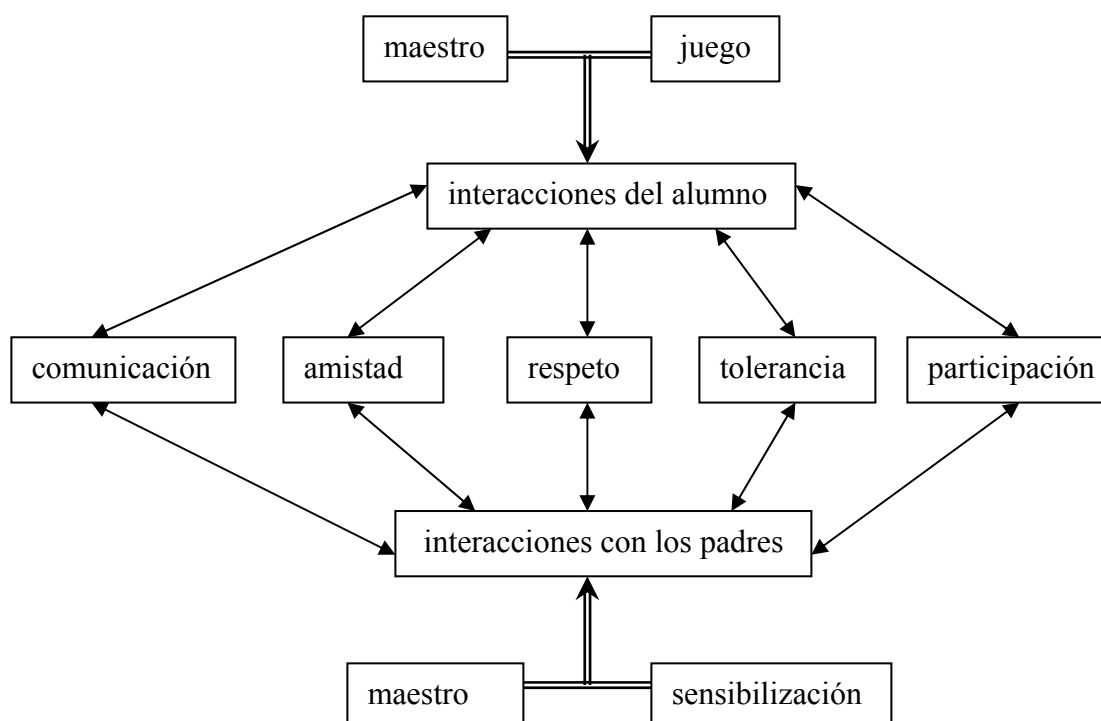 maestro
juego
interacciones del alumno
comunicación
amistad
respeto
tolerancia
participación
interacciones con los padres
maestro
sensibilización